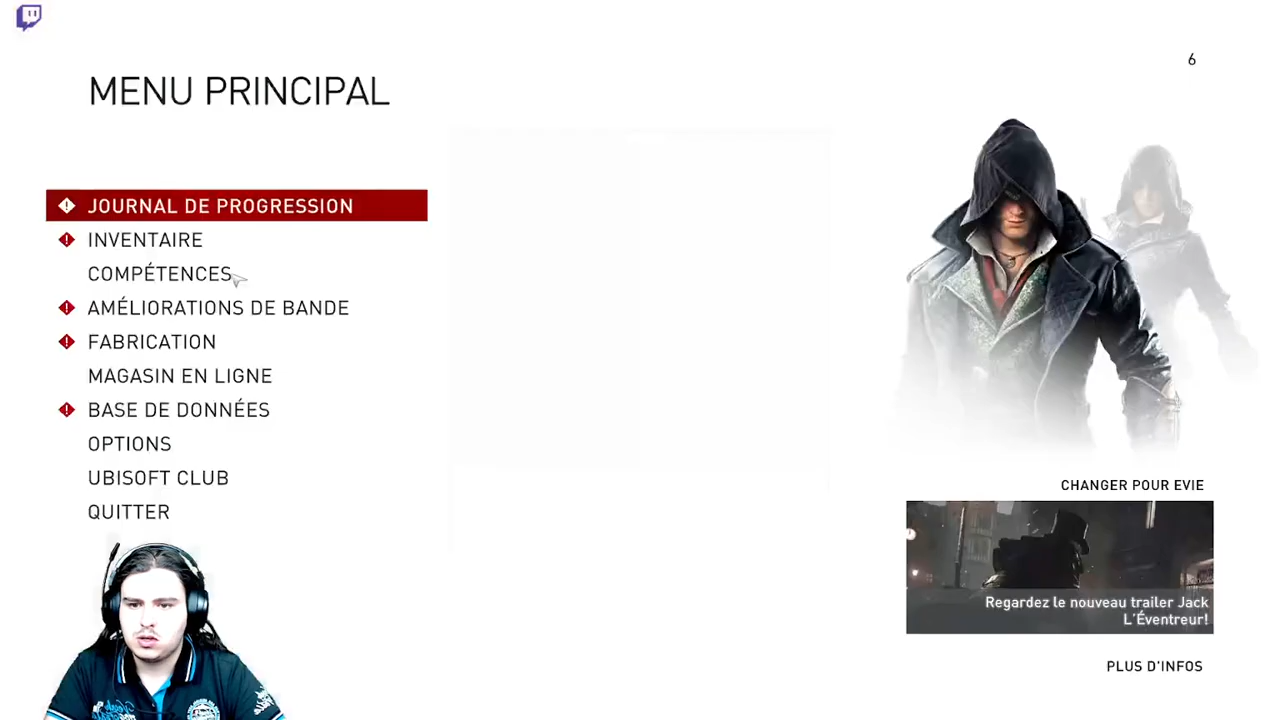 6
MENU PRINCIPAL
JOURNAL DE PROGRESSION
INVENTAIRE
COMPÉTENCES
AMÉLIORATIONS DE BANDE
FABRICATION
MAGASIN EN LIGNE
BASE DE DONNÉES
OPTIONS
UBISOFT CLUB
QUITTER
CHANGER POUR EVIE
Regardez le nouveau trailer Jack
L'Éventreur!
PLUS D'INFOS